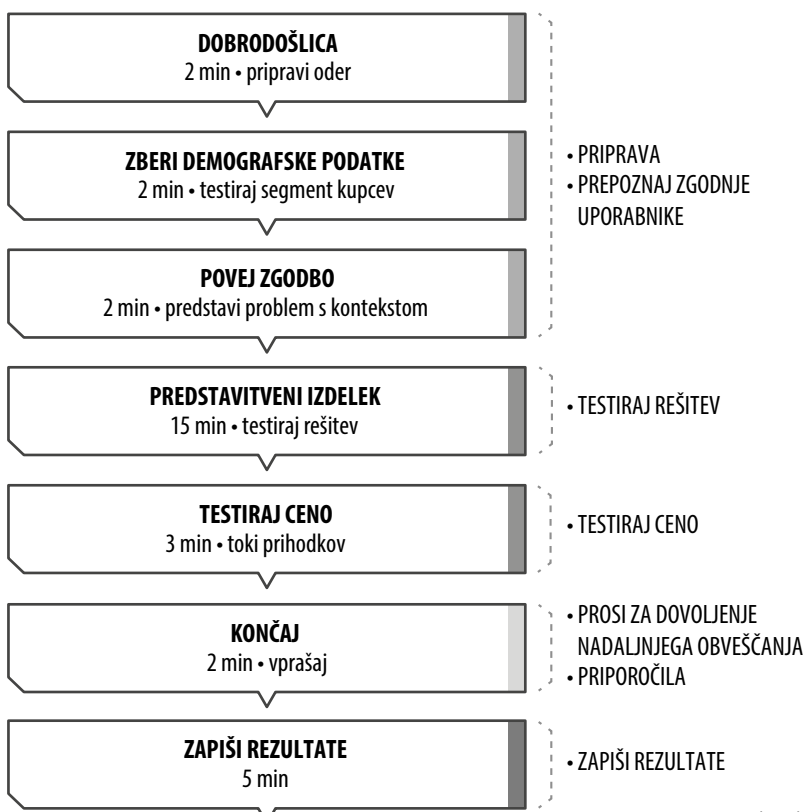 DOBRODOŠLICA
2 min • pripravi oder
ZBERI DEMOGRAFSKE PODATKE
2 min • testiraj segment kupcev
POVEJ ZGODBO
2 min • predstavi problem s kontekstom
• PRIPRAVA
• PREPOZNAJ ZGODNJE
UPORABNIKE
PREDSTAVITVENI IZDELEK
15 min • testiraj rešitev
• TESTIRAJ REŠITEV
TESTIRAJ CENO
3 min • toki prihodkov
• TESTIRAJ CENO
KONČAJ
2 min • vprašaj
• PROSI ZA DOVOLJENJE
NADALJNJEGA OBVEŠČANJA
• PRIPOROČILA
ZAPIŠI REZULTATE
5 min
• ZAPIŠI REZULTATE